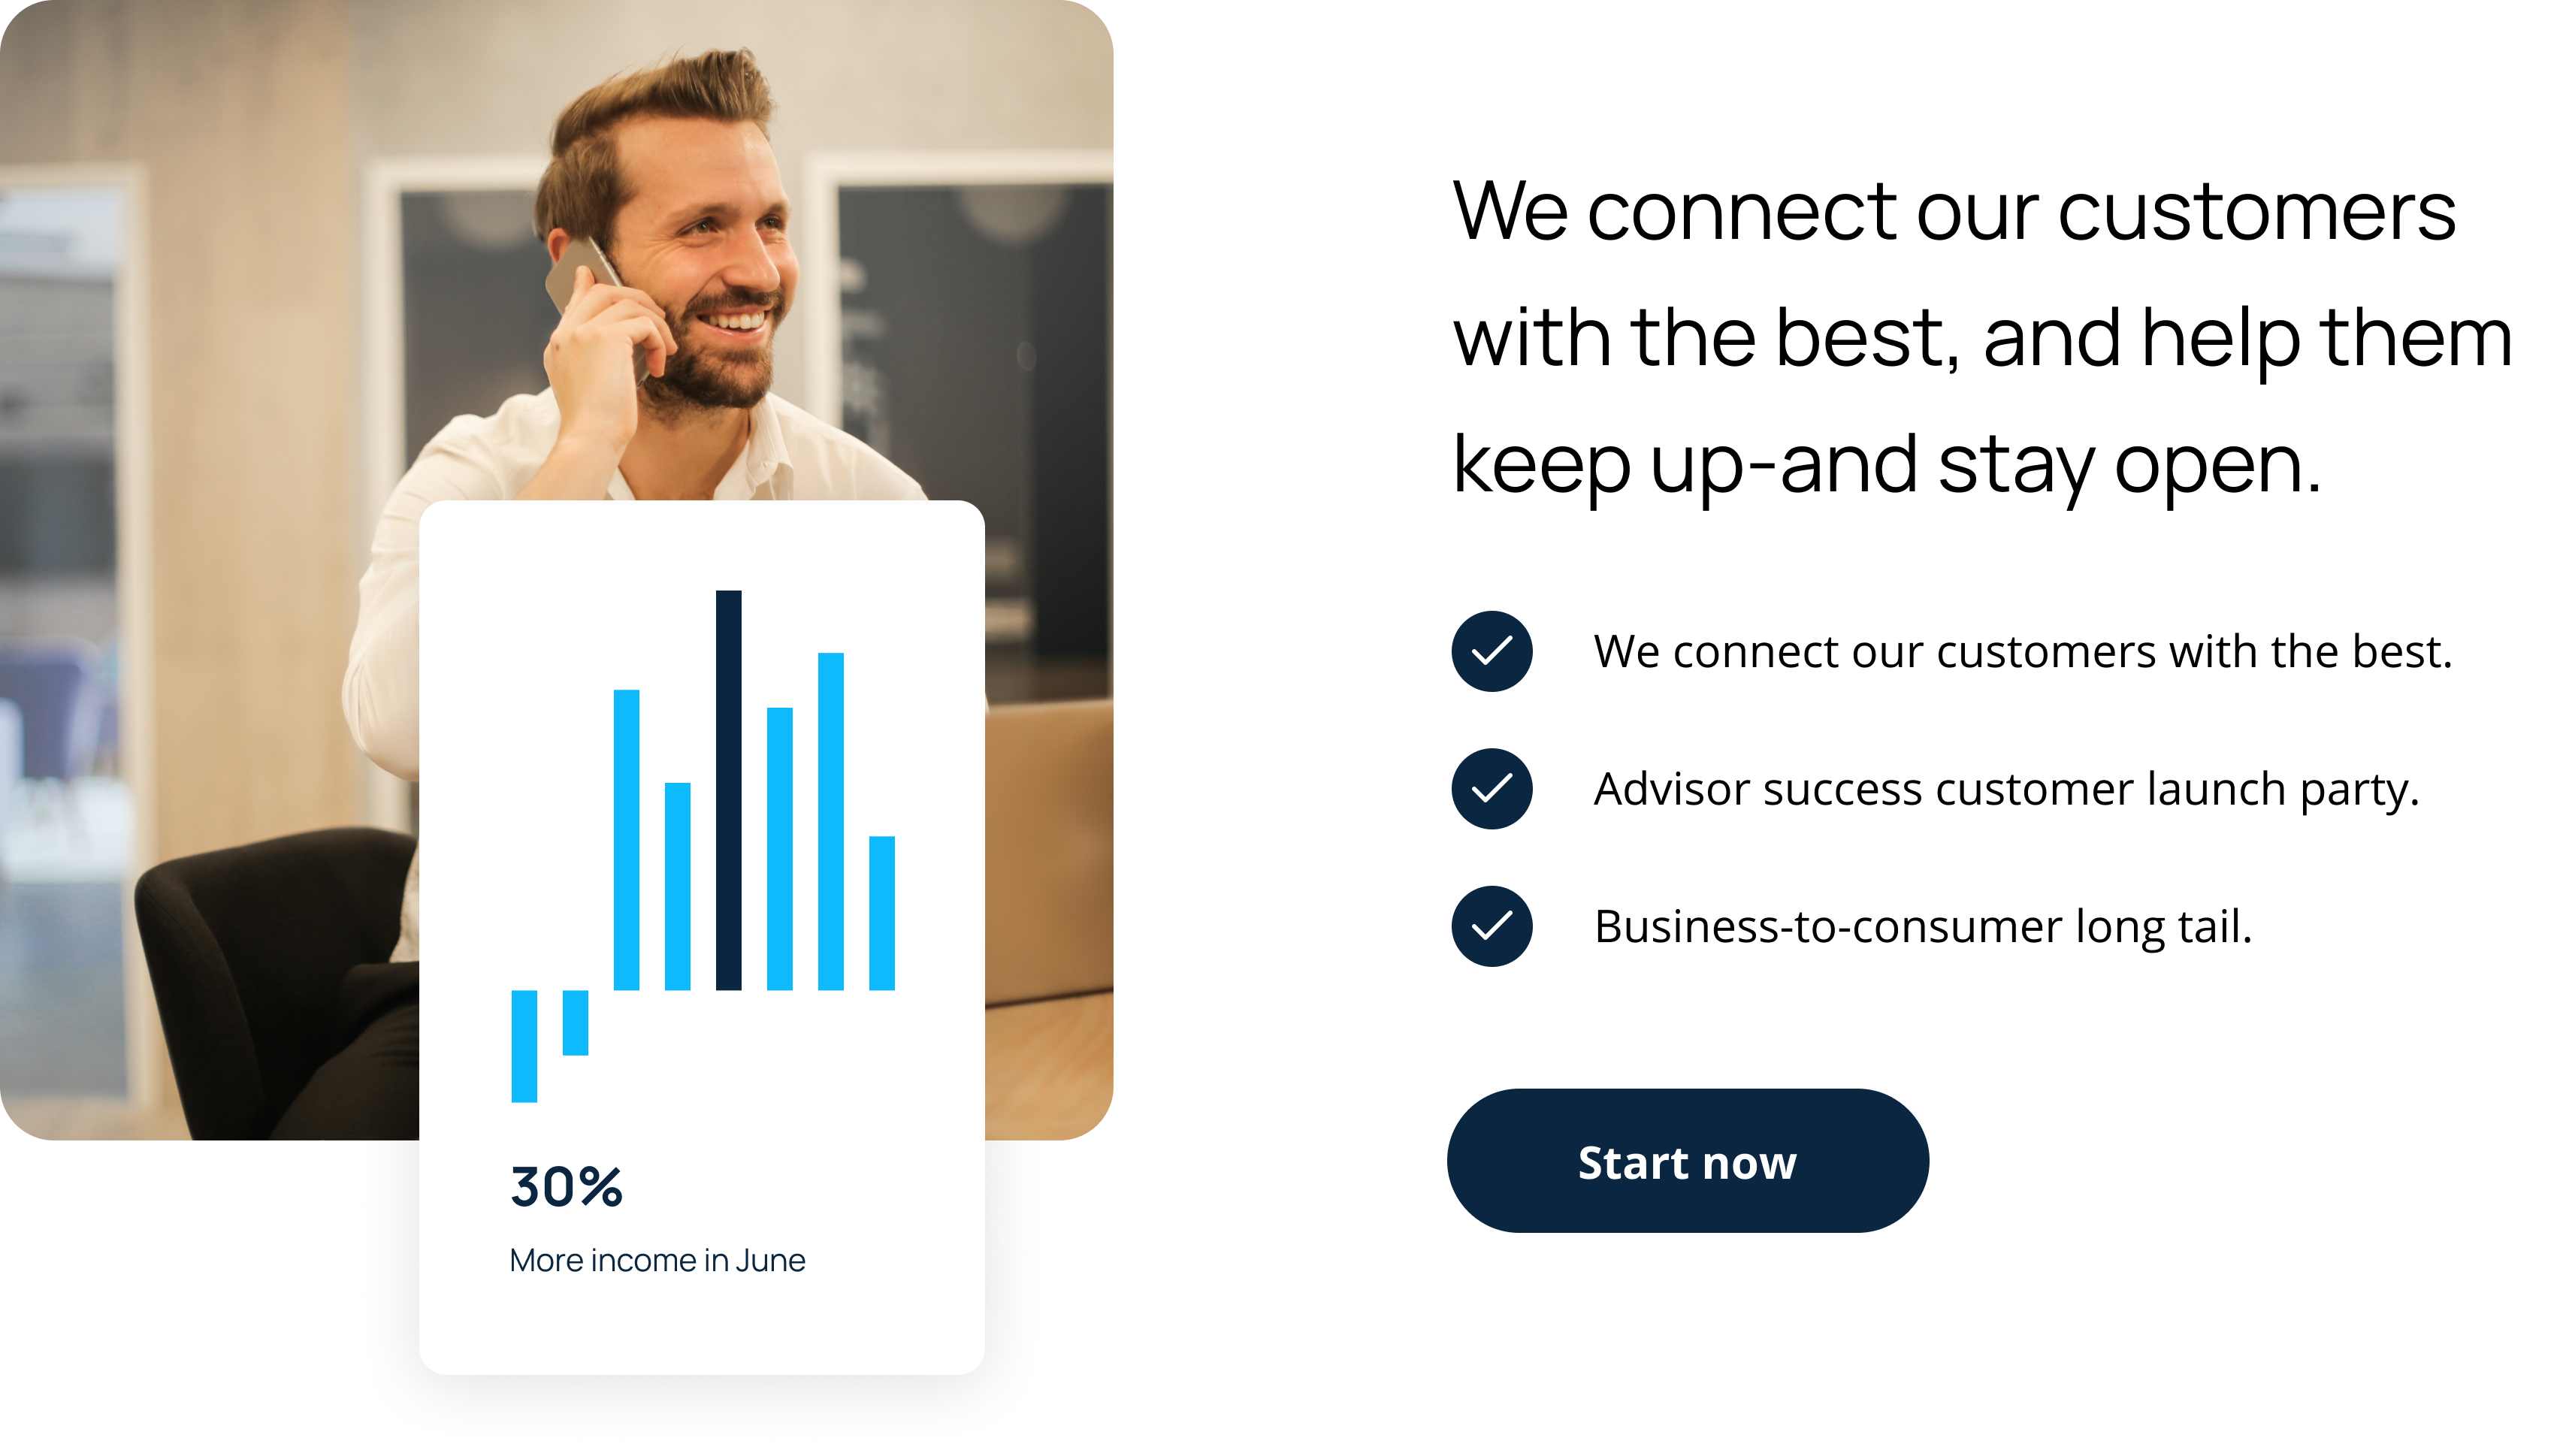 We connect our customers
with the best, and help them
keep up-and stay open.
We connect our customers with the best.
Advisor success customer launch party.
Business-to-consumer long tail.
Start now
30%
More income in June